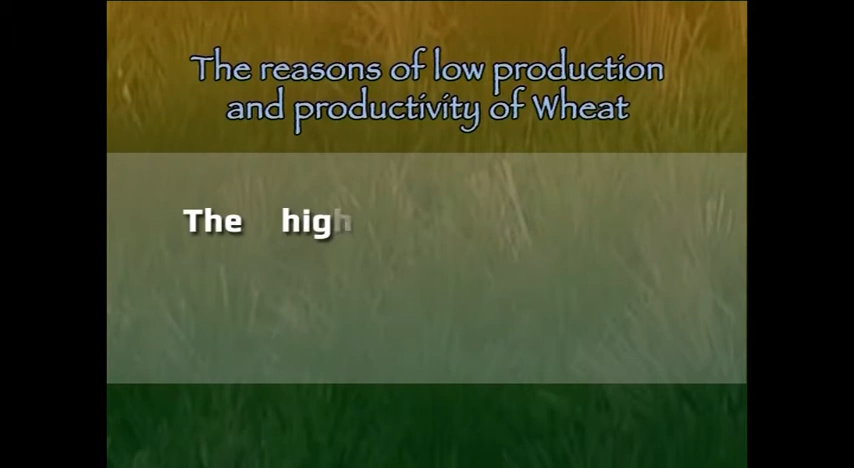 The reasons of low production
and productivity of Wheat
The high